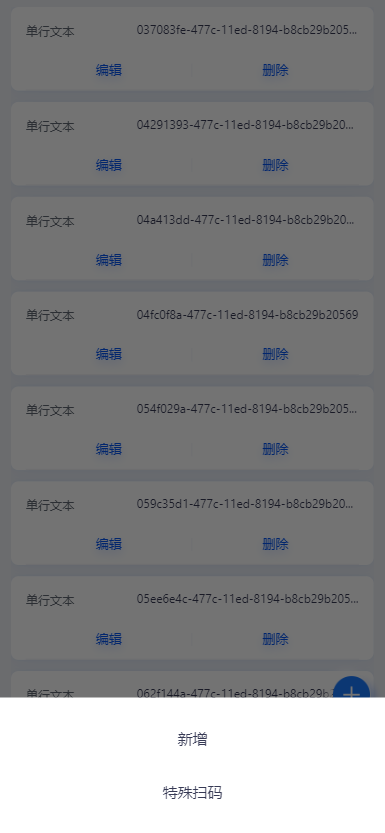 单行文本 037083fe-477c-11ed-8194-b8cb29b205...
编辑 删除
单行文本 04291393-477c-11ed-8194-b8cb29b20...
编辑 删除
单行文本 04a413dd-477c-11ed-8194-b8cb29b20...
编辑 删除
单行文本 04fc0f8a-477c-11ed-8194-b8cb29b20569
编辑 删除
单行文本 054f029a-477c-11ed-8194-b8cb29b205...
编辑 删除
单行文本 059c35d1-477c-11ed-8194-b8cb29b20...
编辑 删除
单行文本 05ee6e4c-477c-11ed-8194-b8cb29b205...
编辑 删除
单行文本 062f144a-477c-11ed-8194-b8cb29b
新增
特殊扫码